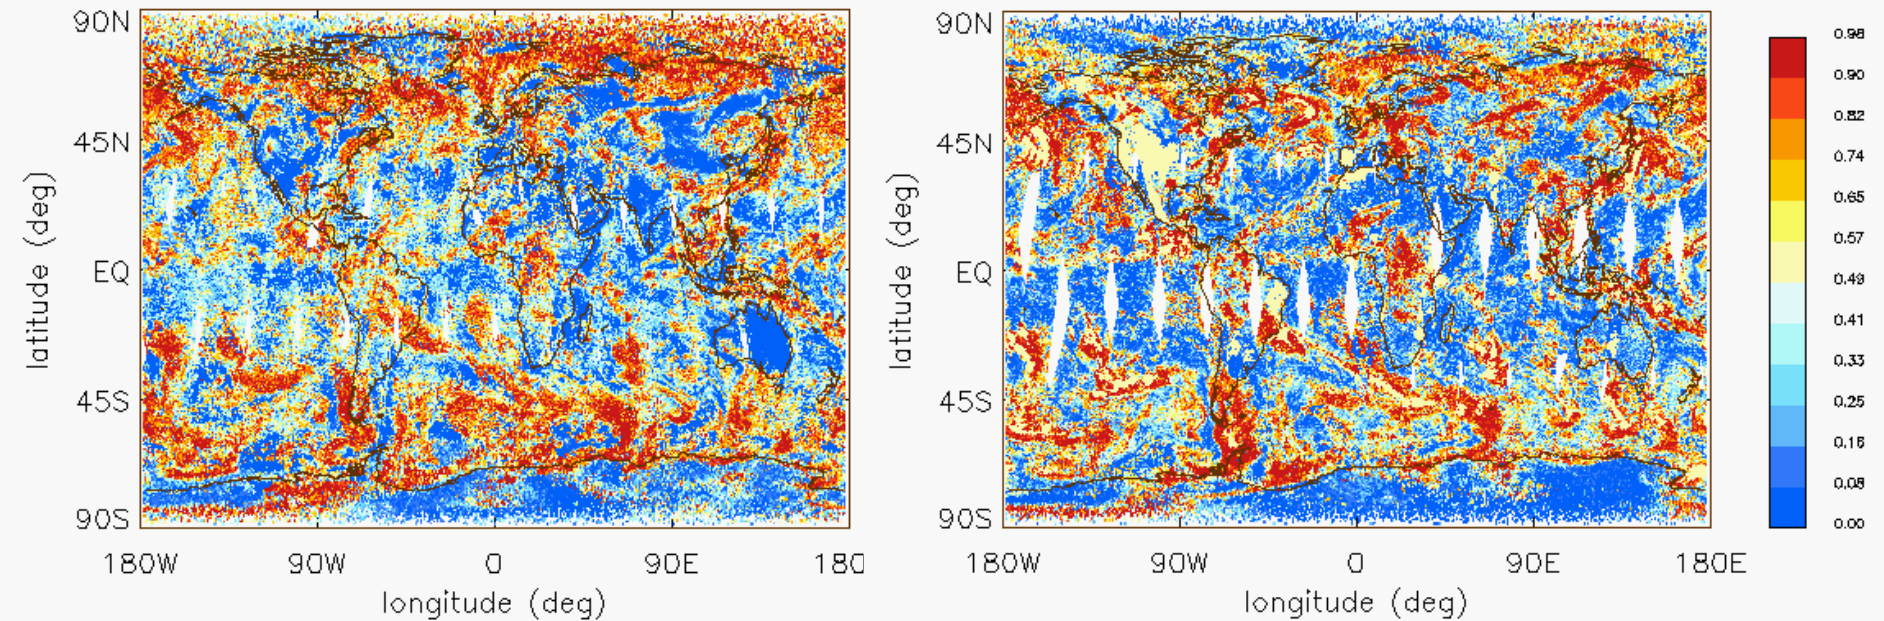 90N
45N
EQ
45S
90S
latitude (deg)
180W 90W 0 90E 180
longitude (deg)
90N
45N
EQ
45S
90S
latitude (deg)
180W 90W 0 90E 180E
longitude (deg)
0.98
0.90
0.82
0.74
0.65
0.57
0.49
0.41
0.33
0.25
0.16
0.08
0.00